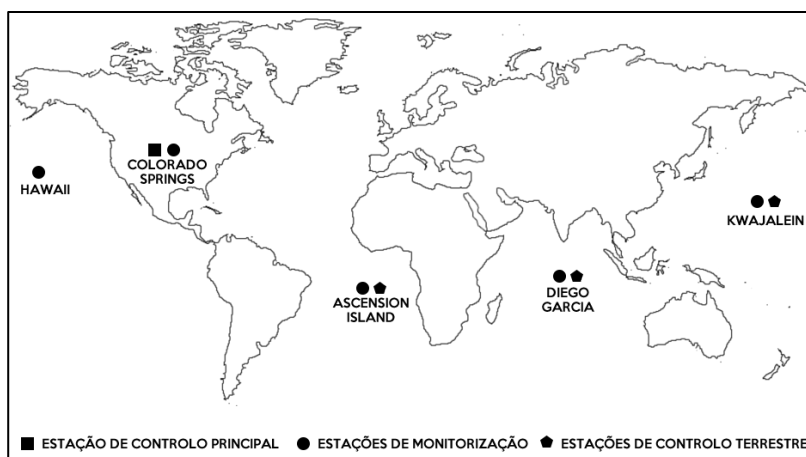 COLORADO
SPRINGS
HAWAII
KWAJALEIN
ASCENSION
ISLAND
DIEGO
GARCIA
ESTAÇÃO DE CONTROLO PRINCIPAL
ESTAÇÕES DE MONITORIZAÇÃO
ESTAÇÕES DE CONTROLO TERRESTRE